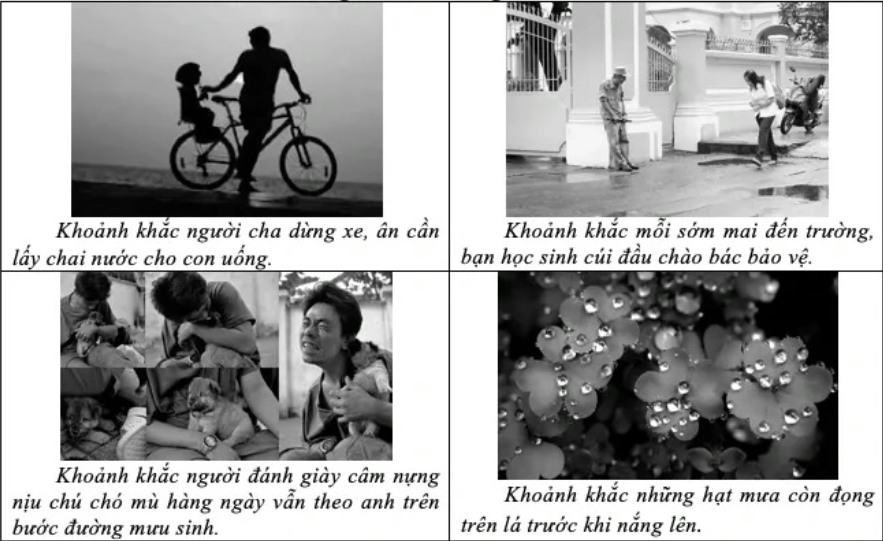 Khoảnh khắc người cha dừng xe, ân cần
lấy chai nước cho con uống.
Khoảnh khắc mỗi sớm mai đến trường,
bạn học sinh cúi đầu chào bác bảo vệ.
Khoảnh khắc người đánh giày câm nựng
nịu chú chó mù hàng ngày vẫn theo anh trên
bước đường mưu sinh.
Khoảnh khắc những hạt mưa còn đọng
trên lá trước khi nắng lên.